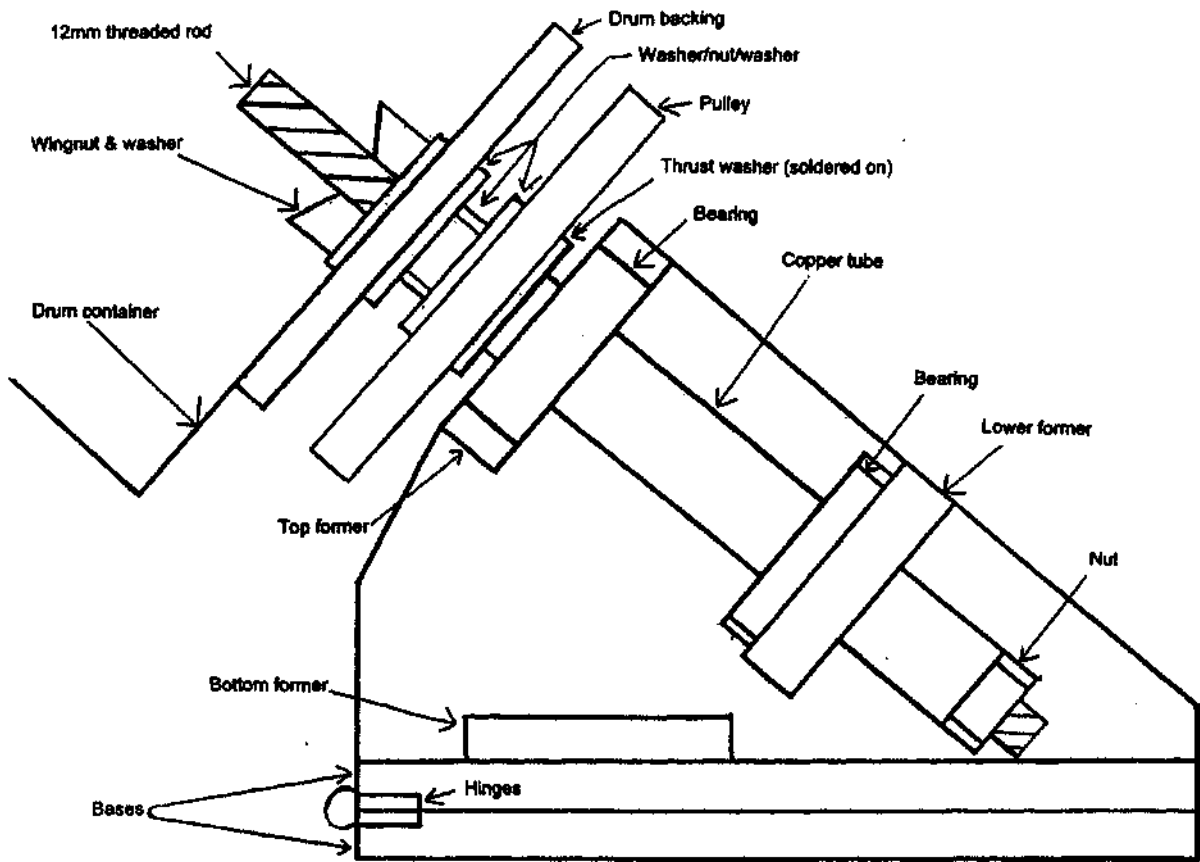 Drum backing
12mm threaded rod
Washer/nut/washer
Pulley
Wingnut & washer
Thrust washer (soldered on)
Bearing
Copper tube
Drum container
Bearing
Lower former
Top former
Nut
Bottom former
Hinges
Bases